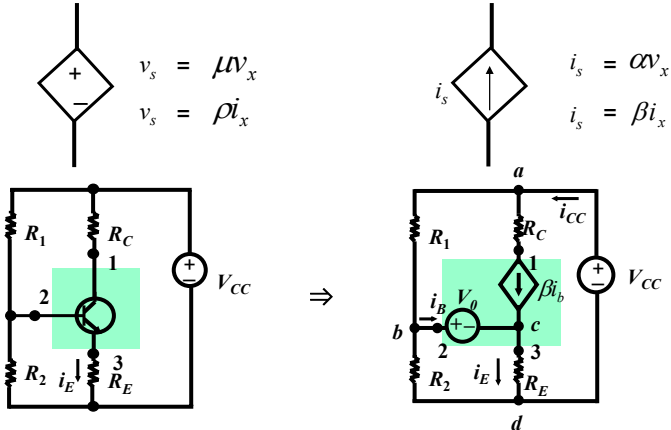 +
−
v_s = μv_x
v_s = ρi_x
i_s
i_s = αv_x
i_s = βi_x
R_1
R_C
1
2
+
−
V_CC
3
R_2
i_E
R_E
⇒
a
i_CC
R_1
R_C
1
βi_b
+
−
V_CC
i_B
V_0
b
+ −
c
2
3
R_2
i_E
R_E
d